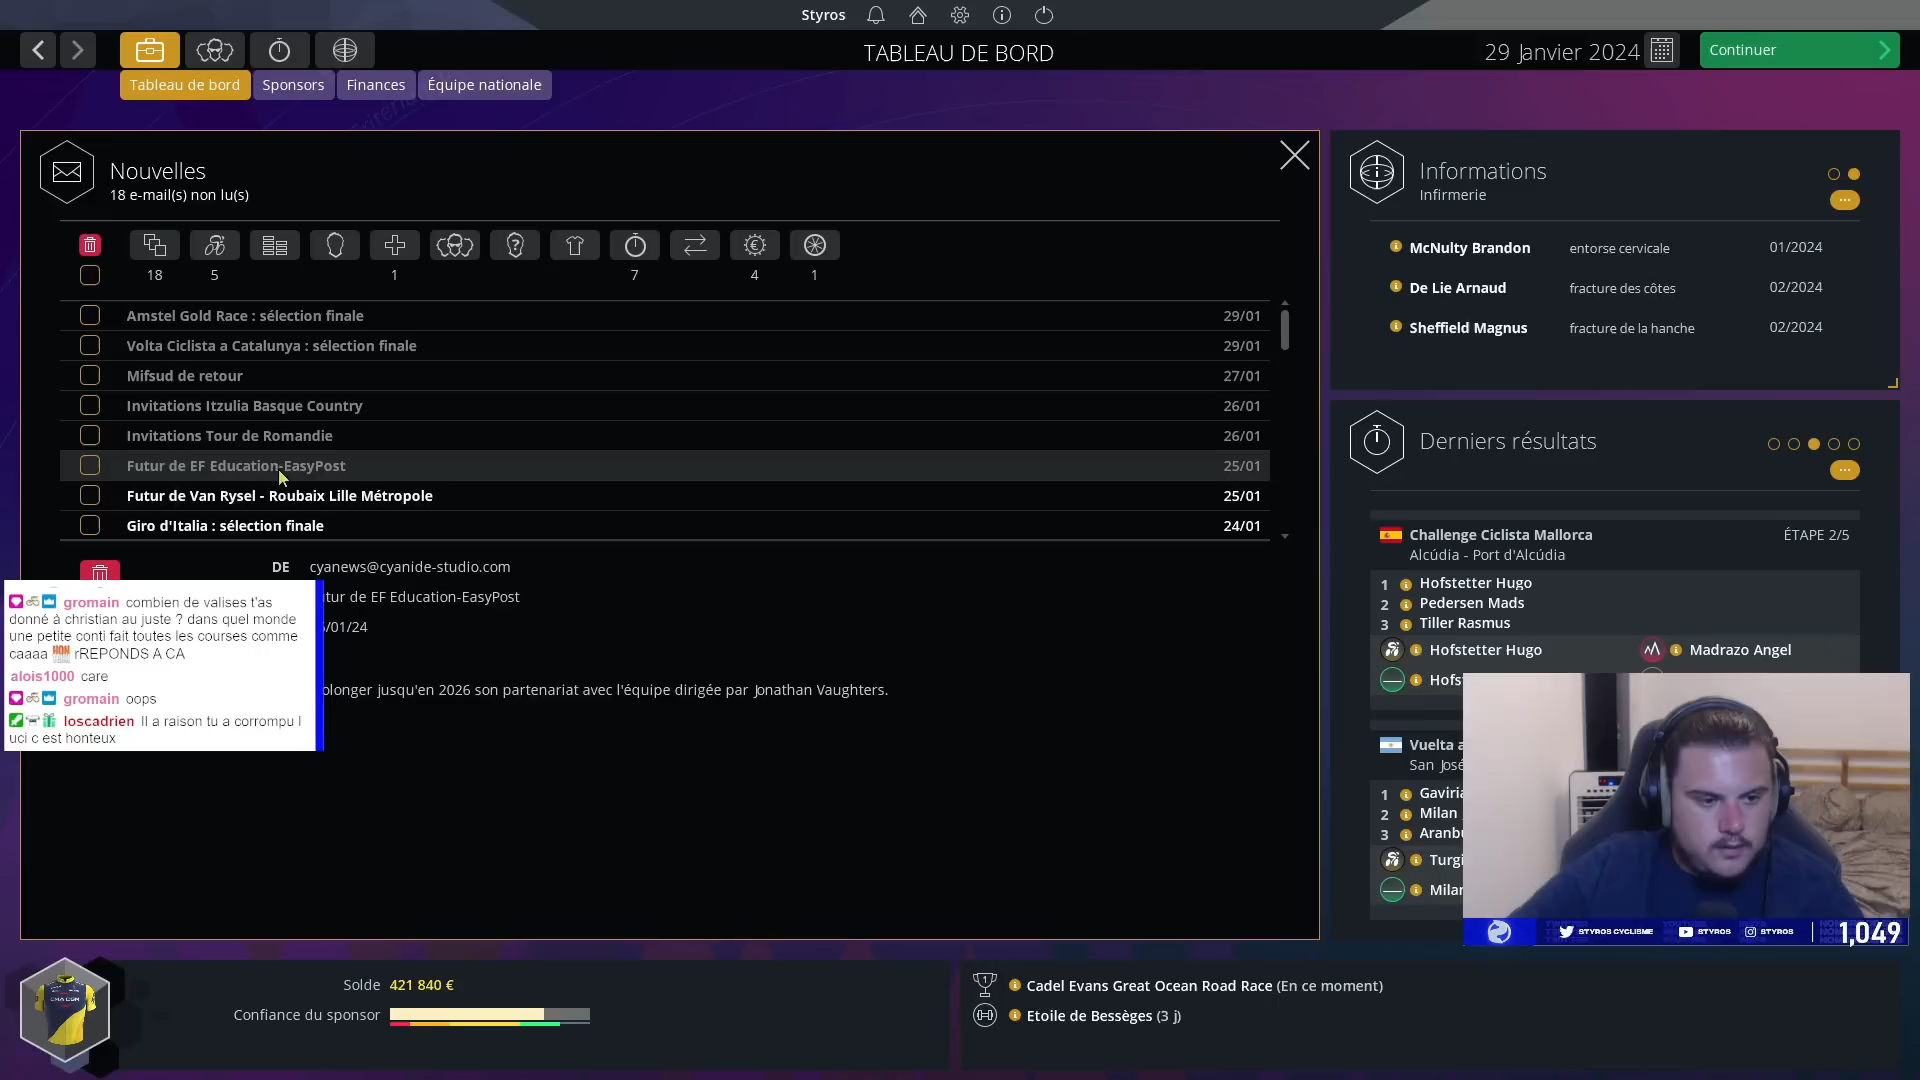 Styros
TABLEAU DE BORD
29 Janvier 2024
Continuer
Tableau de bord
Sponsors
Finances
Équipe nationale
Nouvelles
18 e-mail(s) non lu(s)
18
5
1
7
4
1
Amstel Gold Race : sélection finale 29/01
Volta Ciclista a Catalunya : sélection finale 29/01
Mifsud de retour 27/01
Invitations Itzulia Basque Country 26/01
Invitations Tour de Romandie 26/01
Futur de EF Education-EasyPost 25/01
Futur de Van Rysel - Roubaix Lille Métropole 25/01
Giro d'Italia : sélection finale 24/01
DE cyanews@cyanide-studio.com
utur de EF Education-EasyPost
/01/24
olonger jusqu'en 2026 son partenariat avec l'équipe dirigée par Jonathan Vaughters.
gromain combien de valises t'as
donné à christian au juste ? dans quel monde
une petite conti fait toutes les courses comme
caaaa rREPONDS A CA
alois1000 care
gromain oops
loscadrien Il a raison tu a corrompu l
uci c est honteux
Informations
Infirmerie
McNulty Brandon entorse cervicale 01/2024
De Lie Arnaud fracture des côtes 02/2024
Sheffield Magnus fracture de la hanche 02/2024
Derniers résultats
Challenge Ciclista Mallorca ÉTAPE 2/5
Alcúdia - Port d'Alcúdia
1 Hofstetter Hugo
2 Pedersen Mads
3 Tiller Rasmus
Hofstetter Hugo Madrazo Angel
Hofs
Vuelta a
San José
1 Gaviria
2 Milan
3 Aranbu
Turgi
Milan
STYROS CYCLISME
STYROS
STYROS
1,049
CMA CGM
Solde 421 840 €
Confiance du sponsor
1
Cadel Evans Great Ocean Road Race (En ce moment)
Etoile de Bessèges (3 j)